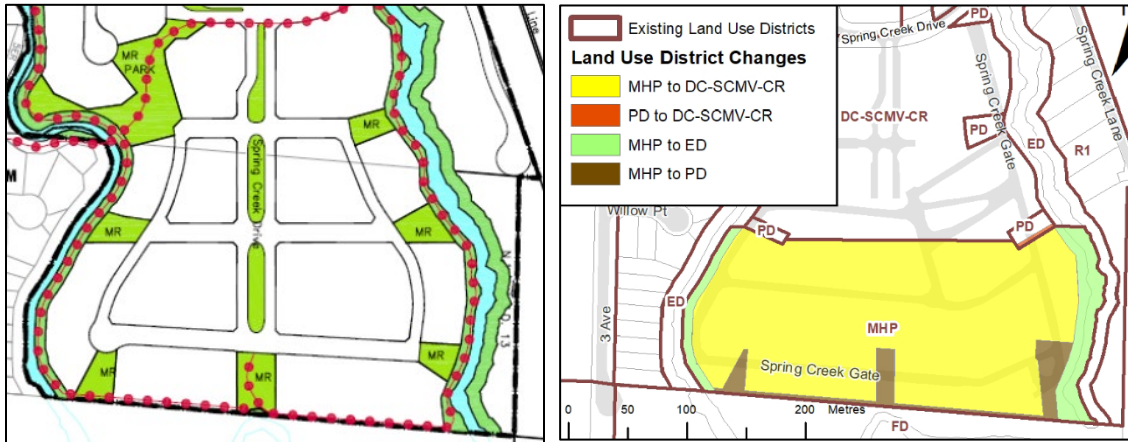 MR
PARK
Line
MR
M
Spring Creek Drive
MR
MR
MR
MR
MR
Existing Land Use Districts
Land Use District Changes
MHP to DC-SCMV-CR
PD to DC-SCMV-CR
MHP to ED
MHP to PD
PD
Spring Creek Drive
Spring Creek Gate
Spring Creek Lane
DC-SCMV-CR
PD
ED
R1
Willow Pt
PD
PD
ED
3 Ave
MHP
Spring Creek Gate
0 50 100 200 Metres
FD